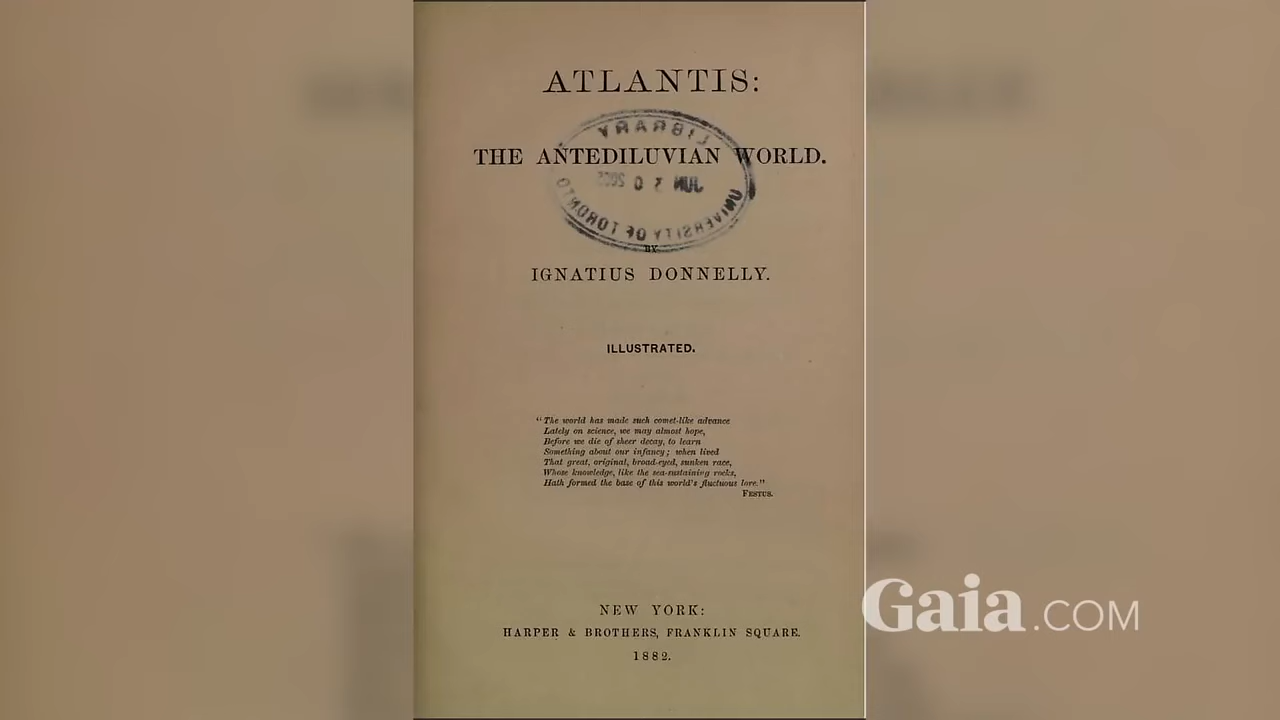 ATLANTIS:
LIBRARY
THE ANTEDILUVIAN WORLD.
JUN
UNIVERSITY OF TORONTO
BY
IGNATIUS DONNELLY.
ILLUSTRATED.
“The world has made such comet-like advance
Lately on science, we may almost hope,
Before we die of sheer decay, to learn
Something about our infancy; when lived
That great, original, broad-eyed, sunken race,
Whose knowledge, like the sea-sustaining rocks,
Hath formed the base of this world's fluctuous lore.”
FESTUS.
NEW YORK:
HARPER & BROTHERS, FRANKLIN SQUARE.
1882.
Gaia.COM